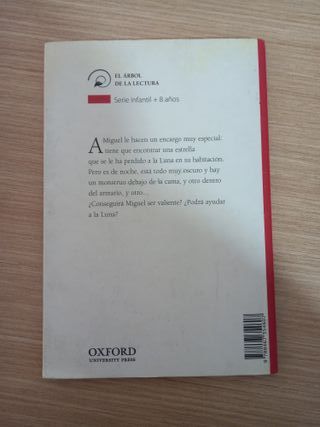 EL ÁRBOL
DE LA LECTURA
Serie infantil + 8 años
A Miguel le hacen un encargo muy especial:
tiene que encontrar una estrella
que se le ha perdido a la Luna en su habitación.
Pero es de noche, está todo muy oscuro y hay
un monstruo debajo de la cama, y otro dentro
del armario, y otro...
¿Conseguirá Miguel ser valiente? ¿Podrá ayudar
a la Luna?
OXFORD
UNIVERSITY PRESS